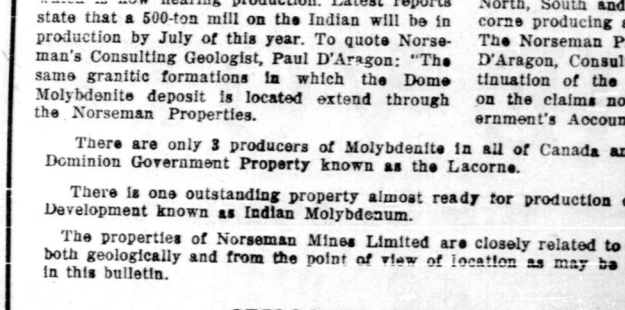 which is now nearing production. Latest reports
state that a 500-ton mill on the Indian will be in
production by July of this year. To quote Norse-
man's Consulting Geologist, Paul D'Aragon: "The
same granitic formations in which the Dome
Molybdenite deposit is located extend through
the Norseman Properties.
North, South and
corne producing
The Norseman P
D'Aragon, Consul
tinuation of the
on the claims no
ernment's Accoun
There are only 3 producers of Molybdenite in all of Canada an
Dominion Government Property known as the Lacorne.
There is one outstanding property almost ready for production
Development known as Indian Molybdenum.
The properties of Norseman Mines Limited are closely related to
both geologically and from the point of view of location as may be
in this bulletin.